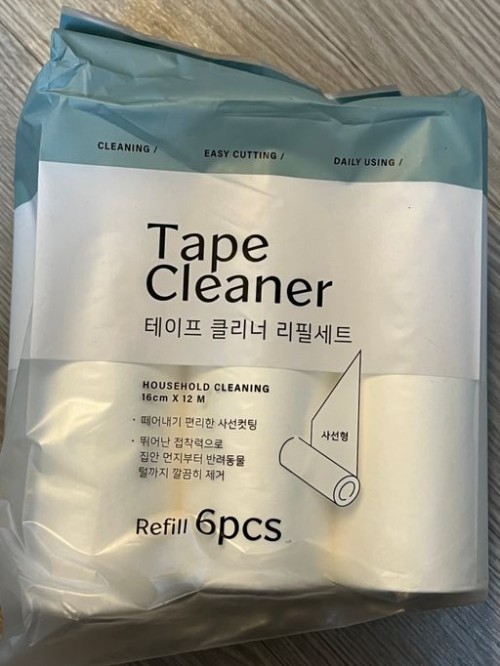 CLEANING / EASY CUTTING / DAILY USING /
Tape
Cleaner
테이프 클리너 리필세트
HOUSEHOLD CLEANING
16cm X 12 M
· 떼어내기 편리한 사선컷팅
· 뛰어난 접착력으로
집안 먼지부터 반려동물
털까지 깔끔히 제거
사선형
Refill 6pcs